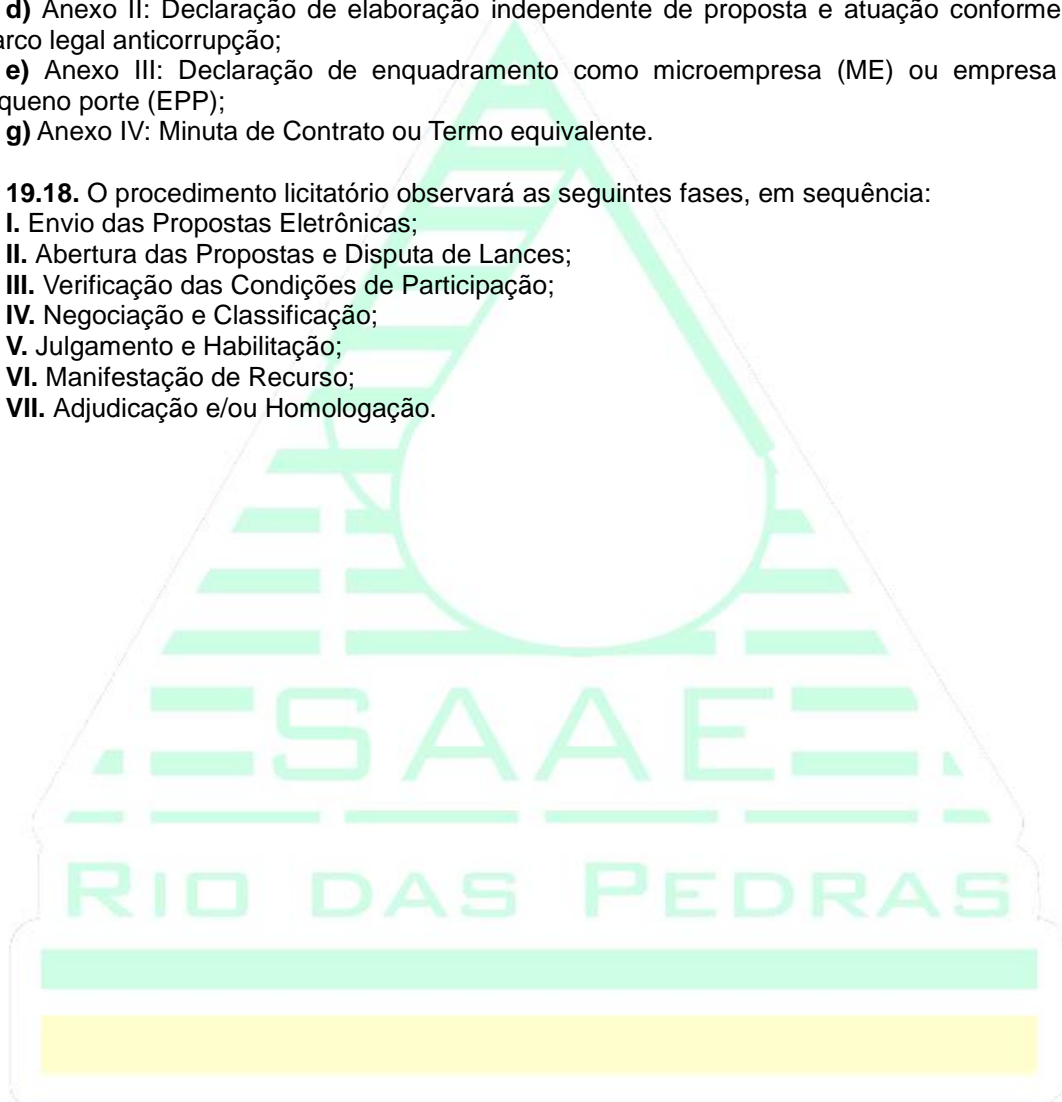 d) Anexo II: Declaração de elaboração independente de proposta e atuação conforme
arco legal anticorrupção;
e) Anexo III: Declaração de enquadramento como microempresa (ME) ou empresa
queno porte (EPP);
g) Anexo IV: Minuta de Contrato ou Termo equivalente.
19.18. O procedimento licitatório observará as seguintes fases, em sequência:
I. Envio das Propostas Eletrônicas;
II. Abertura das Propostas e Disputa de Lances;
III. Verificação das Condições de Participação;
IV. Negociação e Classificação;
V. Julgamento e Habilitação;
VI. Manifestação de Recurso;
VII. Adjudicação e/ou Homologação.
SAAE
RIO DAS PEDRAS